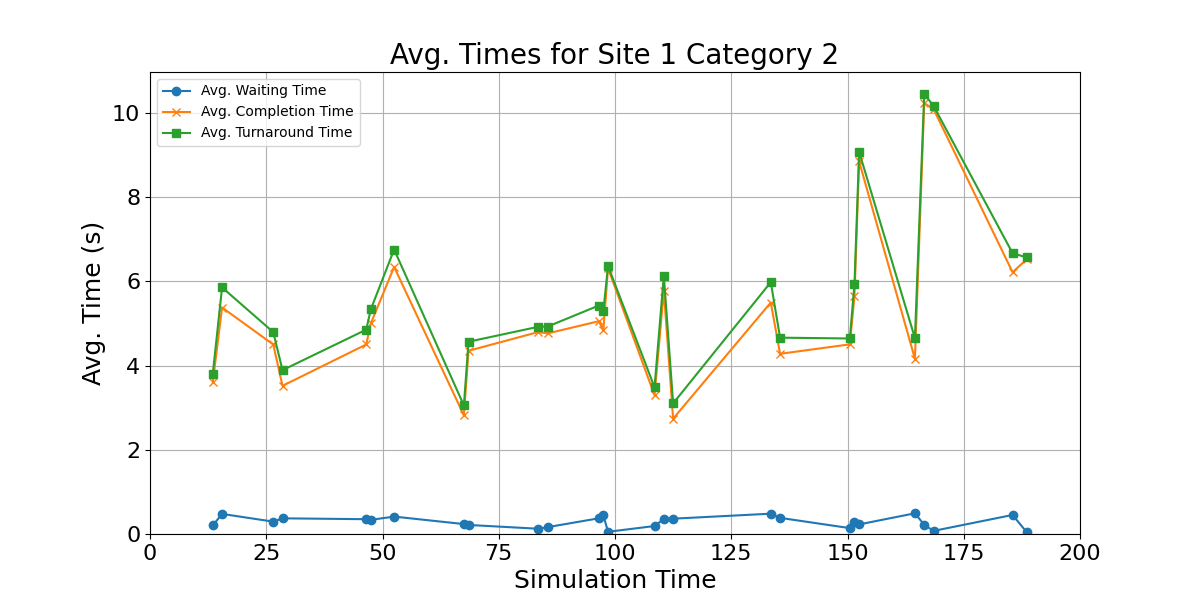 Avg. Times for Site 1 Category 2
Avg. Waiting Time
Avg. Completion Time
Avg. Turnaround Time
Avg. Time (s)
10
8
6
4
2
0
0 25 50 75 100 125 150 175 200
Simulation Time